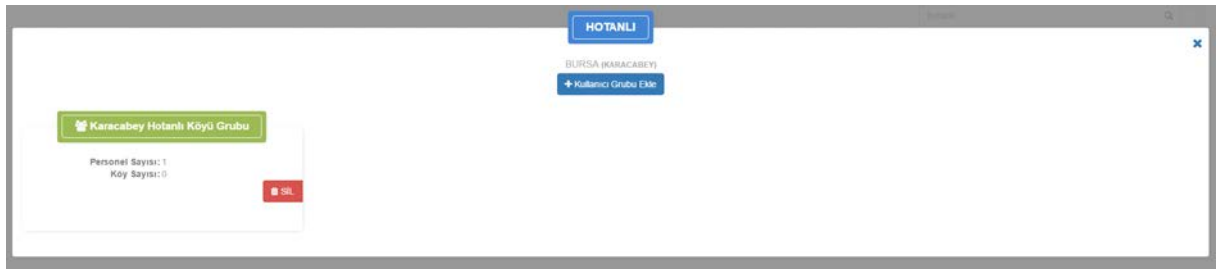 HOTANLI
BURSA (KARACABEY)
+ Kullanıcı Grubu Ekle
Karacabey Hotanlı Köyü Grubu
Personel Sayısı: 1
Köy Sayısı: 0
SİL